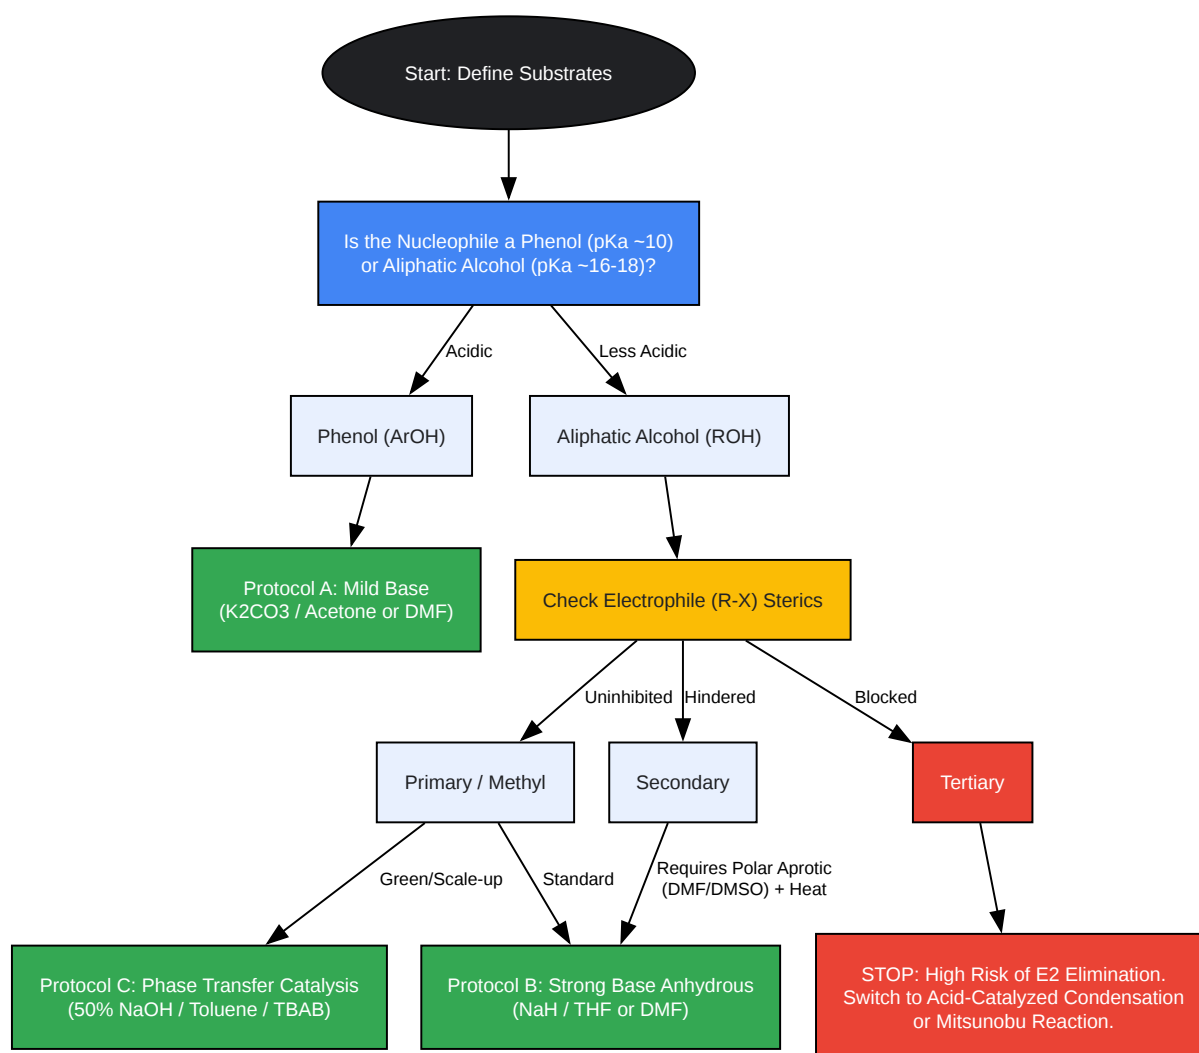 Start: Define Substrates
Is the Nucleophile a Phenol (pKa ~10)
or Aliphatic Alcohol (pKa ~16-18)?
Acidic
Less Acidic
Phenol (ArOH)
Aliphatic Alcohol (ROH)
Protocol A: Mild Base
(K2CO3 / Acetone or DMF)
Check Electrophile (R-X) Sterics
Uninhibited
Hindered
Blocked
Primary / Methyl
Secondary
Tertiary
Green/Scale-up
Standard
Requires Polar Aprotic
(DMF/DMSO) + Heat
Protocol C: Phase Transfer Catalysis
(50% NaOH / Toluene / TBAB)
Protocol B: Strong Base Anhydrous
(NaH / THF or DMF)
STOP: High Risk of E2 Elimination.
Switch to Acid-Catalyzed Condensation
or Mitsunobu Reaction.